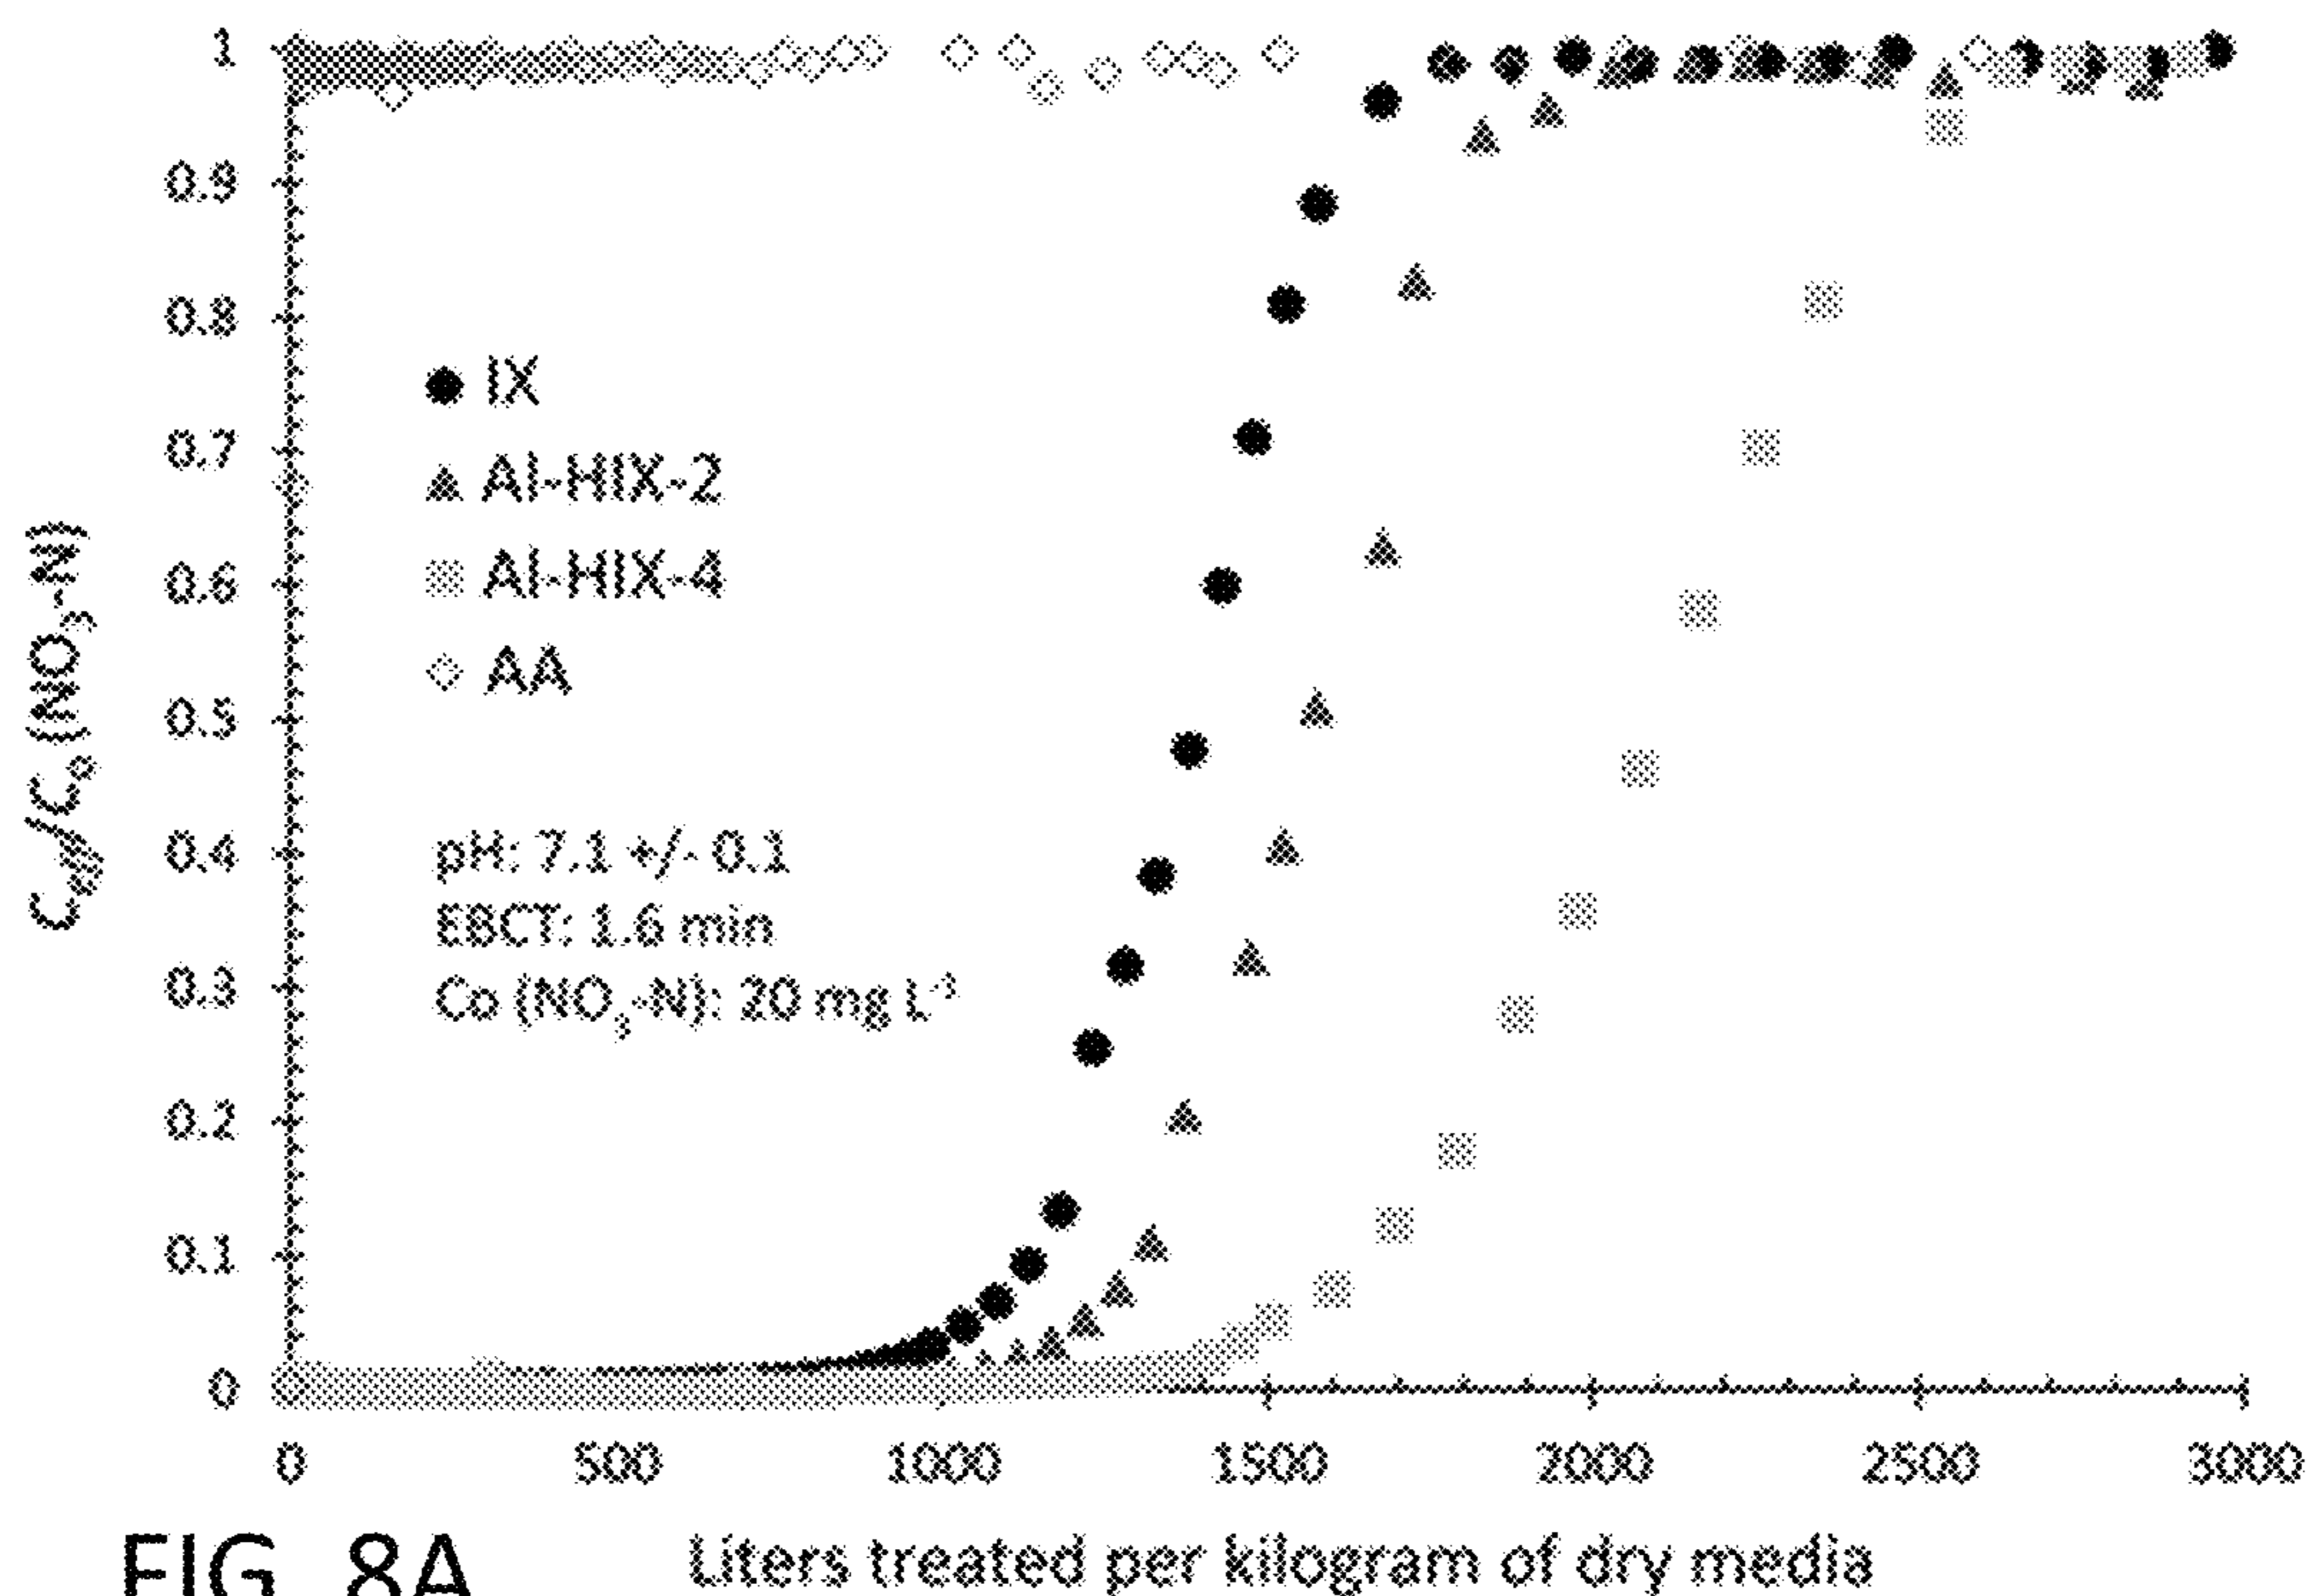 1
0.9
0.8
0.7
0.6
0.5
0.4
0.3
0.2
0.1
0
Ceff/C0 (NO3-N)
IX
Al-HIX-2
Al-HIX-4
AA
pH: 7.1 +/- 0.1
EBCT: 1.6 min
Co (NO3-N): 20 mg L-1
0 500 1000 1500 2000 2500 3000
Liters treated per kilogram of dry media
FIG. 8A